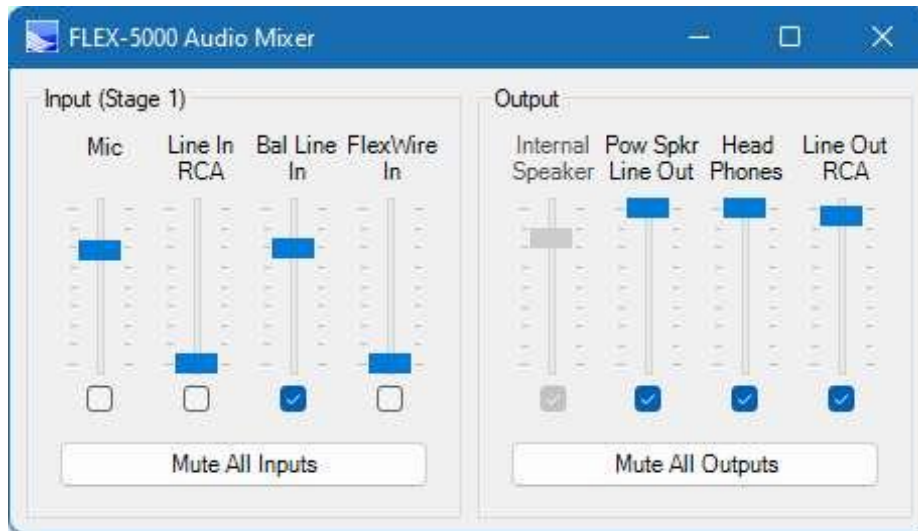 FLEX-5000 Audio Mixer
Input (Stage 1)
Mic
Line In
RCA
Bal Line
In
FlexWire
In
Mute All Inputs
Output
Internal
Speaker
Pow Spkr
Line Out
Head
Phones
Line Out
RCA
Mute All Outputs